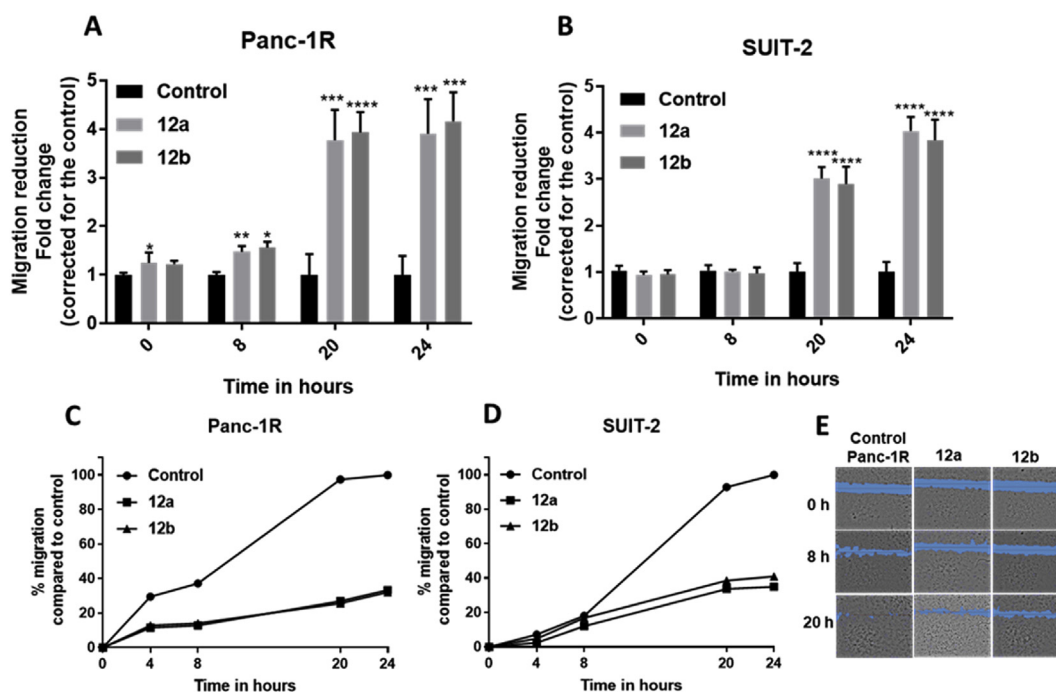 A
Panc-1R
Migration reduction
Fold change
(corrected for the control)
5
4
3
2
1
0
Control
12a
12b
*
**
*
***
****
***
***
0
8
20
24
Time in hours
B
SUIT-2
Migration reduction
Fold change
(corrected for the control)
5
4
3
2
1
0
Control
12a
12b
****
****
****
****
0
8
20
24
Time in hours
C
Panc-1R
% migration
compared to control
100
80
60
40
20
0
Control
12a
12b
0
4
8
20
24
Time in hours
D
SUIT-2
% migration
compared to control
100
80
60
40
20
0
Control
12a
12b
0
4
8
20
24
Time in hours
E
Control
Panc-1R
12a
12b
0 h
8 h
20 h